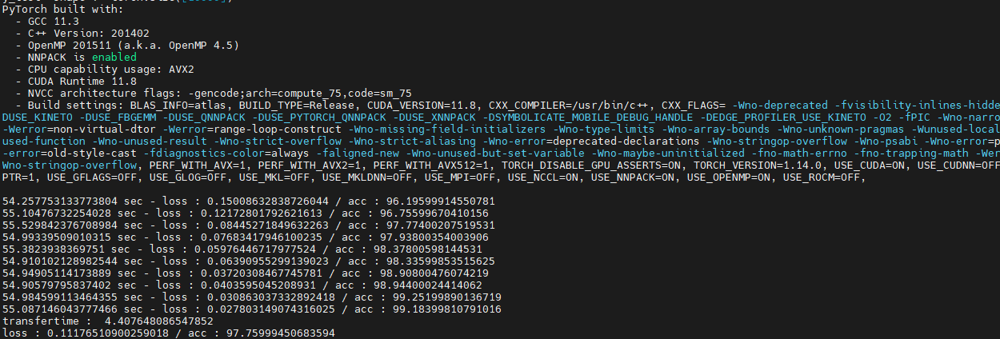 PyTorch built with:
  - GCC 11.3
  - C++ Version: 201402
  - OpenMP 201511 (a.k.a. OpenMP 4.5)
  - NNPACK is enabled
  - CPU capability usage: AVX2
  - CUDA Runtime 11.8
  - NVCC architecture flags: -gencode;arch=compute_75,code=sm_75
  - Build settings: BLAS_INFO=atlas, BUILD_TYPE=Release, CUDA_VERSION=11.8, CXX_COMPILER=/usr/bin/c++, CXX_FLAGS= -Wno-deprecated -fvisibility-inlines-hidde
DUSE_KINETO -DUSE_FBGEMM -DUSE_QNNPACK -DUSE_PYTORCH_QNNPACK -DUSE_XNNPACK -DSYMBOLICATE_MOBILE_DEBUG_HANDLE -DEDGE_PROFILER_USE_KINETO -O2 -fPIC -Wno-narro
-Werror=non-virtual-dtor -Werror=range-loop-construct -Wno-missing-field-initializers -Wno-type-limits -Wno-array-bounds -Wno-unknown-pragmas -Wunused-local
used-function -Wno-unused-result -Wno-strict-overflow -Wno-strict-aliasing -Wno-error=deprecated-declarations -Wno-stringop-overflow -Wno-psabi -Wno-error=p
-error=old-style-cast -fdiagnostics-color=always -faligned-new -Wno-unused-but-set-variable -Wno-maybe-uninitialized -fno-math-errno -fno-trapping-math -Wer
Wno-stringop-overflow, PERF_WITH_AVX=1, PERF_WITH_AVX2=1, PERF_WITH_AVX512=1, TORCH_DISABLE_GPU_ASSERTS=ON, TORCH_VERSION=1.14.0, USE_CUDA=ON, USE_CUDNN=OFF
PTR=1, USE_GFLAGS=OFF, USE_GLOG=OFF, USE_MKL=OFF, USE_MKLDNN=OFF, USE_MPI=OFF, USE_NCCL=ON, USE_NNPACK=ON, USE_OPENMP=ON, USE_ROCM=OFF,
54.257753133773804 sec - loss : 0.15008632838726044 / acc : 96.19599914550781
55.10476732254028 sec - loss : 0.12172801792621613 / acc : 96.75599670410156
55.529842376708984 sec - loss : 0.08445271849632263 / acc : 97.77400207519531
54.99339509010315 sec - loss : 0.07683417946100235 / acc : 97.93800354003906
55.3823938369751 sec - loss : 0.05976446717977524 / acc : 98.37800598144531
54.910102128982544 sec - loss : 0.06390955299139023 / acc : 98.33599853515625
54.94905114173889 sec - loss : 0.03720308467745781 / acc : 98.90800476074219
54.90579795837402 sec - loss : 0.0403595045208931 / acc : 98.94400024414062
54.984599113464355 sec - loss : 0.030863037332892418 / acc : 99.25199890136719
55.087146043777466 sec - loss : 0.027803149074316025 / acc : 99.18399810791016
transfertime :  4.407648086547852
loss : 0.11176510900259018 / acc : 97.75999450683594